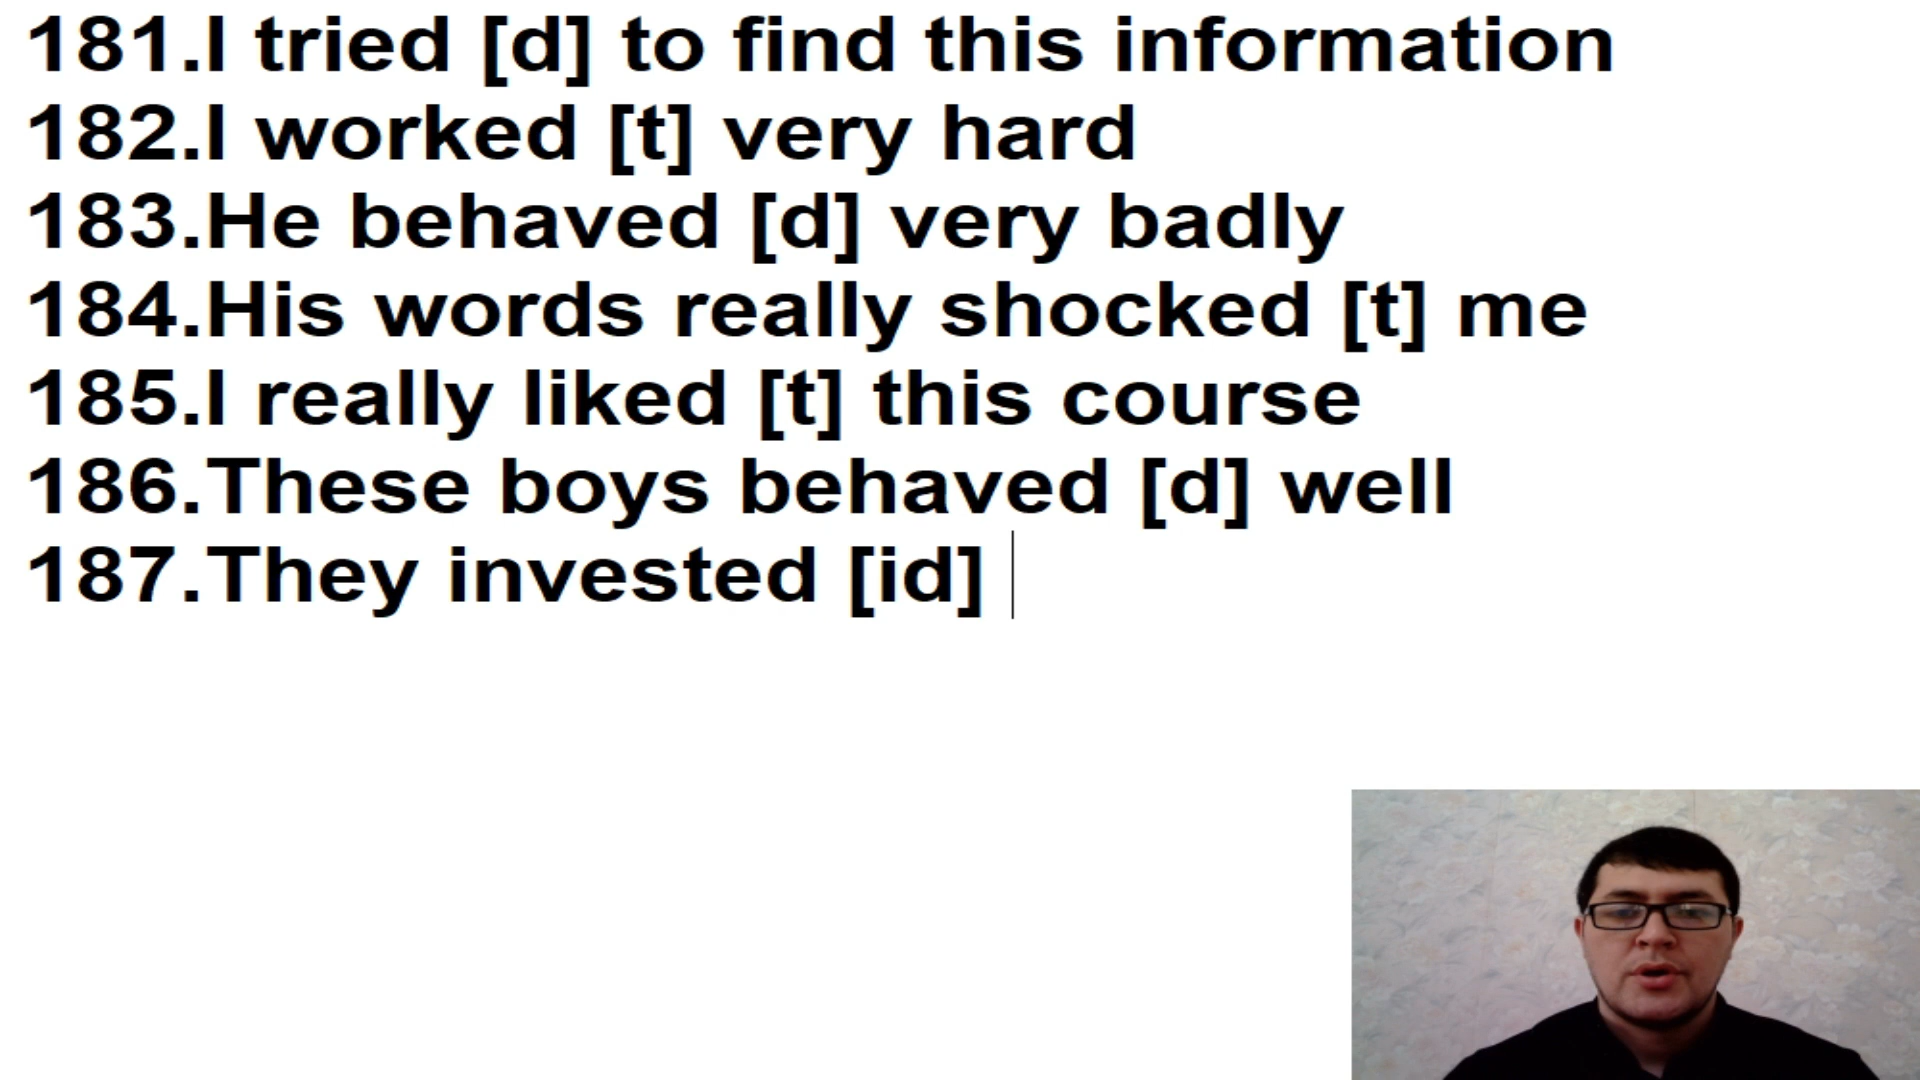 181.I tried [d] to find this information
182.I worked [t] very hard
183.He behaved [d] very badly
184.His words really shocked [t] me
185.I really liked [t] this course
186.These boys behaved [d] well
187.They invested [id]